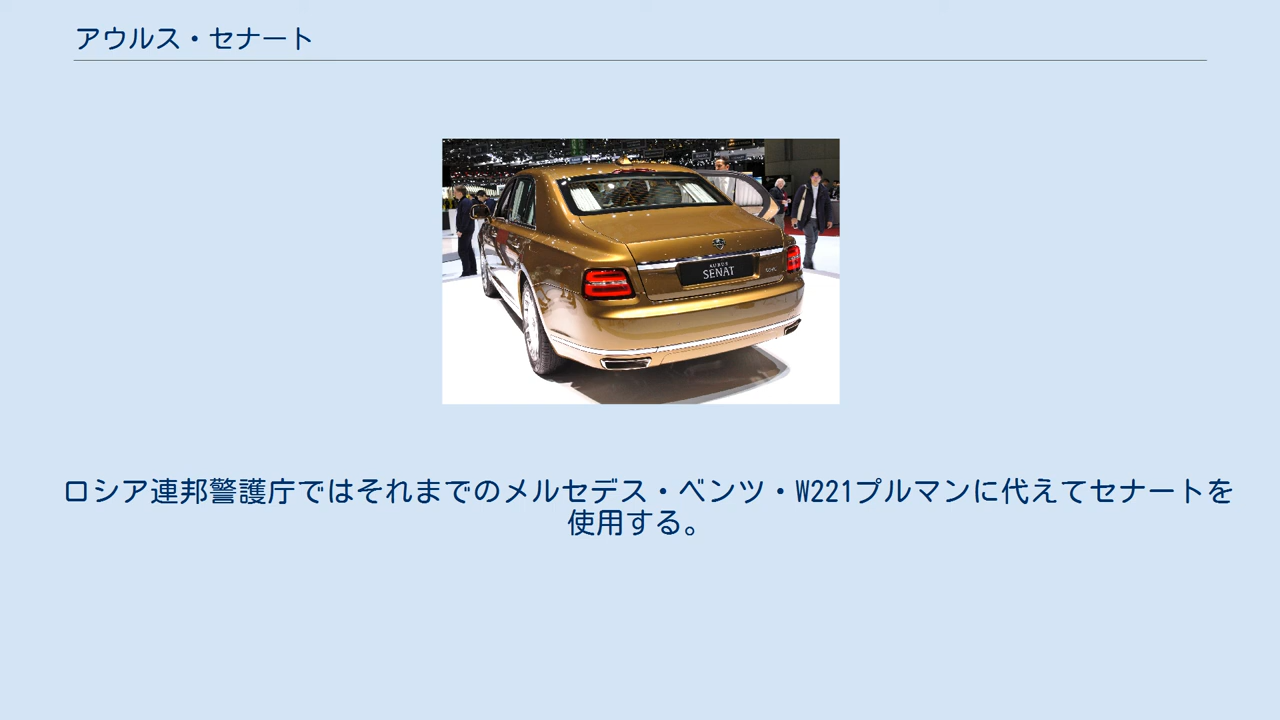 アウルス・セナート
AURUS
SENAT
ロシア連邦警護庁ではそれまでのメルセデス・ベンツ・W221プルマンに代えてセナートを
使用する。